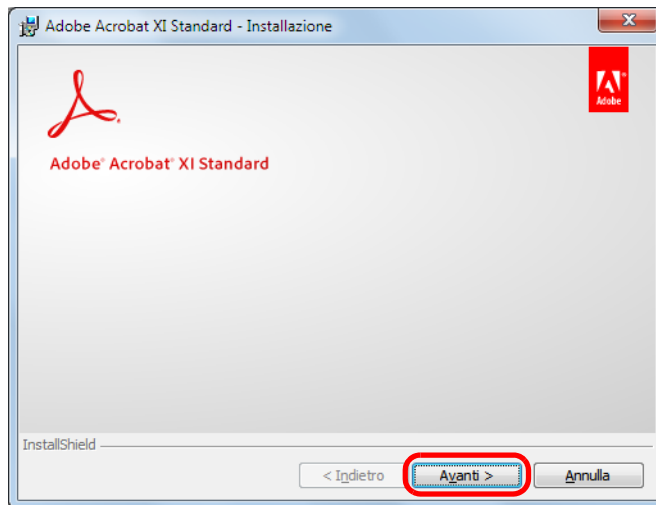 Adobe Acrobat XI Standard - Installazione
Adobe
Adobe® Acrobat® XI Standard
InstallShield
< Indietro Avanti > Annulla